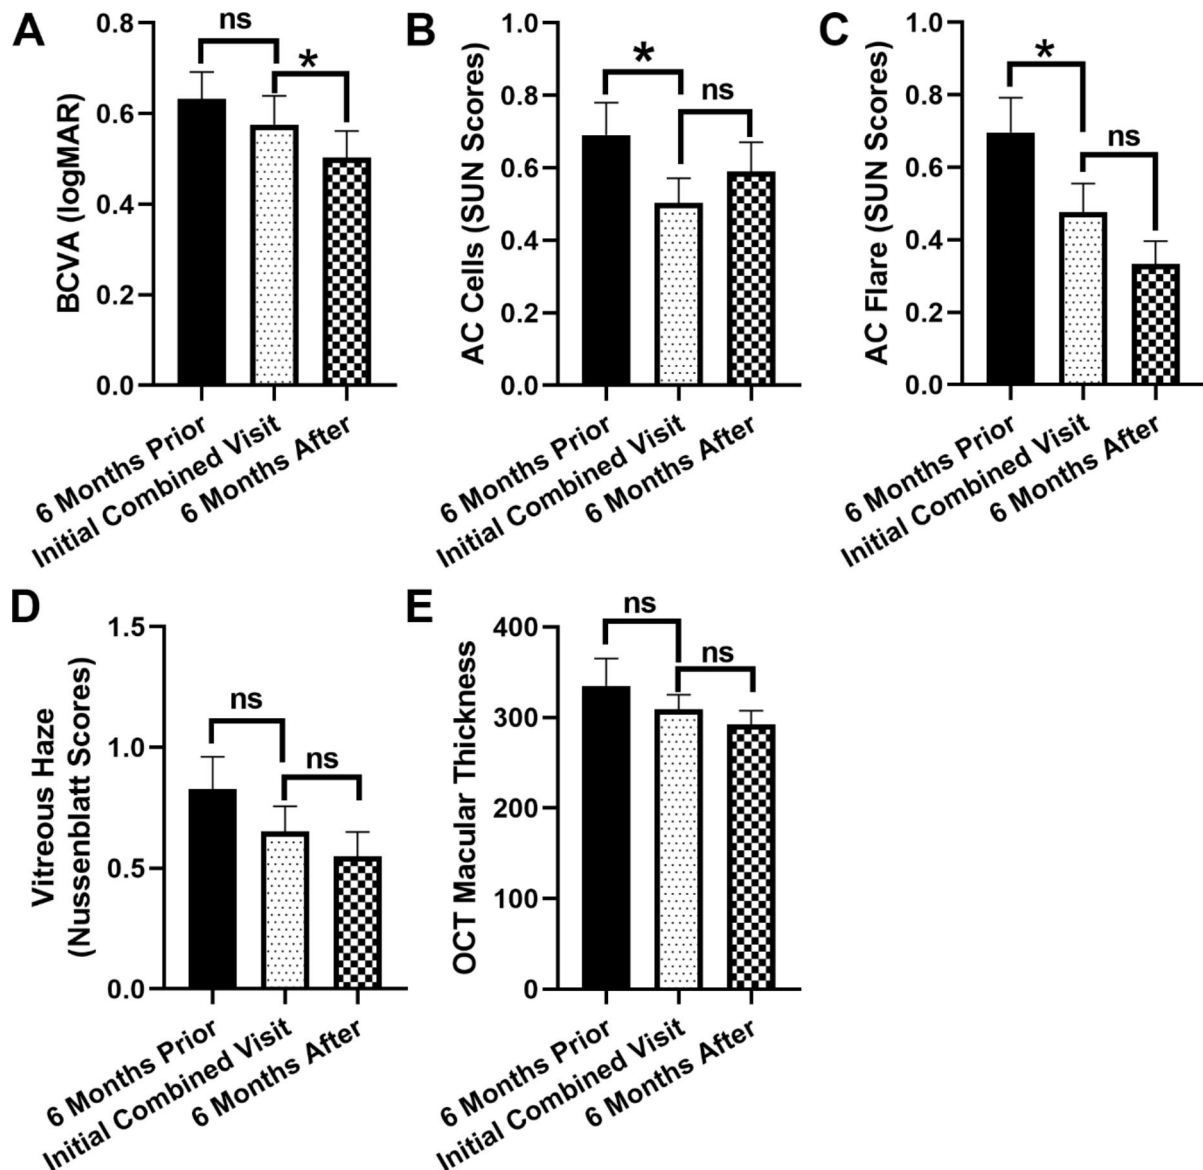 A
BCVA (logMAR)
0.8
0.6
0.4
0.2
0.0
ns
*
6 Months Prior
Initial Combined Visit
6 Months After
B
AC Cells (SUN Scores)
1.0
0.8
0.6
0.4
0.2
0.0
*
ns
6 Months Prior
Initial Combined Visit
6 Months After
C
AC Flare (SUN Scores)
1.0
0.8
0.6
0.4
0.2
0.0
*
ns
6 Months Prior
Initial Combined Visit
6 Months After
D
Vitreous Haze
(Nussenblatt Scores)
1.5
1.0
0.5
0.0
ns
ns
6 Months Prior
Initial Combined Visit
6 Months After
E
OCT Macular Thickness
400
300
200
100
0
ns
ns
6 Months Prior
Initial Combined Visit
6 Months After